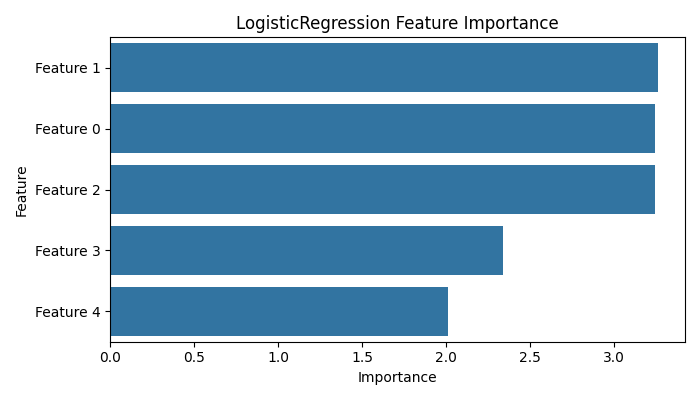 LogisticRegression Feature Importance
Feature 1
Feature 0
Feature 2
Feature 3
Feature 4
Feature
0.0 0.5 1.0 1.5 2.0 2.5 3.0
Importance